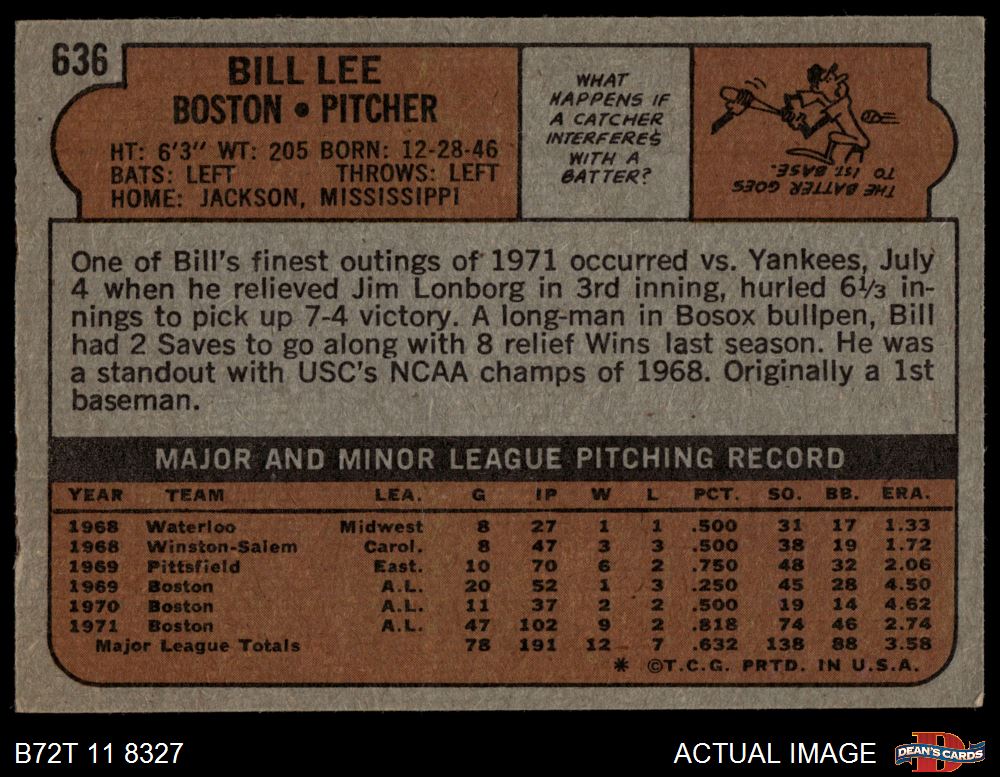 636
BILL LEE
BOSTON • PITCHER
HT: 6'3" WT: 205 BORN: 12-28-46
BATS: LEFT THROWS: LEFT
HOME: JACKSON, MISSISSIPPI
WHAT
HAPPENS IF
A CATCHER
INTERFERES
WITH A
BATTER?
THE BATTER GOES
TO 1ST BASE.
One of Bill's finest outings of 1971 occurred vs. Yankees, July
4 when he relieved Jim Lonborg in 3rd inning, hurled 6⅓ in-
nings to pick up 7-4 victory. A long-man in Bosox bullpen, Bill
had 2 Saves to go along with 8 relief Wins last season. He was
a standout with USC's NCAA champs of 1968. Originally a 1st
baseman.
MAJOR AND MINOR LEAGUE PITCHING RECORD
YEAR TEAM LEA. G IP W L PCT. SO. BB. ERA.
1968 Waterloo Midwest 8 27 1 1 .500 31 17 1.33
1968 Winston-Salem Carol. 8 47 3 3 .500 38 19 1.72
1969 Pittsfield East. 10 70 6 2 .750 48 32 2.06
1969 Boston A.L. 20 52 1 3 .250 45 28 4.50
1970 Boston A.L. 11 37 2 2 .500 19 14 4.62
1971 Boston A.L. 47 102 9 2 .818 74 46 2.74
Major League Totals 78 191 12 7 .632 138 88 3.58
* ©T.C.G. PRTD. IN U.S.A.
B72T 11 8327
ACTUAL IMAGE
D
DEAN'S CARDS